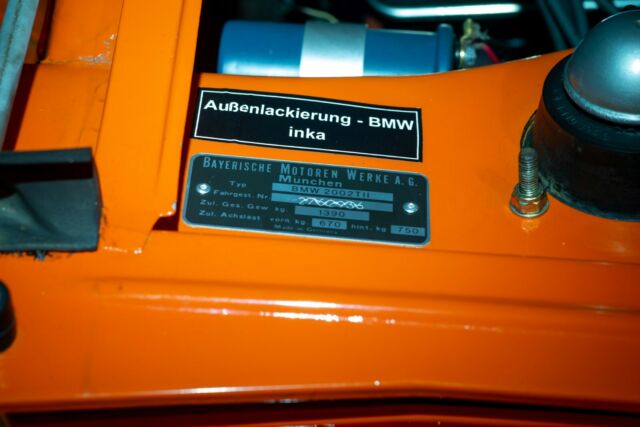 Außenlackierung - BMW
inka
BAYERISCHE MOTOREN WERKE A.G.
München
Typ BMW 2002TII
Fahrgest. Nr
Zul. Ges. Gew kg 1390
Zul. Achslast vorn kg 670 hint. kg 750
Made in Germany